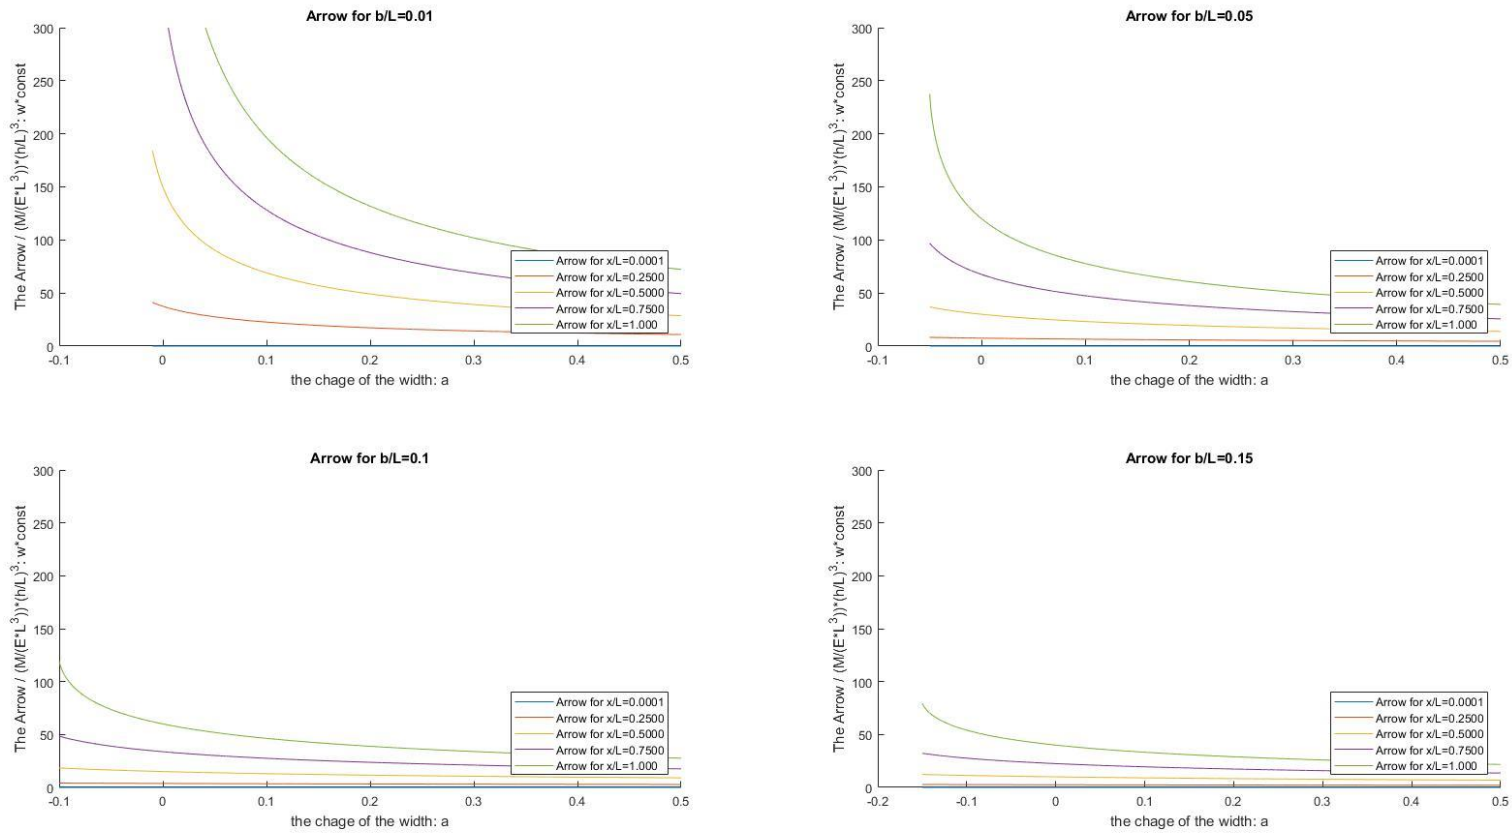 Arrow for b/L=0.01
The Arrow / (M/(E*L^3))*(h/L)^3: w*const
300
250
200
150
100
50
0
-0.1
0
0.1
0.2
0.3
0.4
0.5
the chage of the width: a
Arrow for x/L=0.0001
Arrow for x/L=0.2500
Arrow for x/L=0.5000
Arrow for x/L=0.7500
Arrow for x/L=1.000
Arrow for b/L=0.05
The Arrow / (M/(E*L^3))*(h/L)^3: w*const
300
250
200
150
100
50
0
-0.1
0
0.1
0.2
0.3
0.4
0.5
the chage of the width: a
Arrow for x/L=0.0001
Arrow for x/L=0.2500
Arrow for x/L=0.5000
Arrow for x/L=0.7500
Arrow for x/L=1.000
Arrow for b/L=0.1
The Arrow / (M/(E*L^3))*(h/L)^3: w*const
300
250
200
150
100
50
0
-0.1
0
0.1
0.2
0.3
0.4
0.5
the chage of the width: a
Arrow for x/L=0.0001
Arrow for x/L=0.2500
Arrow for x/L=0.5000
Arrow for x/L=0.7500
Arrow for x/L=1.000
Arrow for b/L=0.15
The Arrow / (M/(E*L^3))*(h/L)^3: w*const
300
250
200
150
100
50
0
-0.2
-0.1
0
0.1
0.2
0.3
0.4
0.5
the chage of the width: a
Arrow for x/L=0.0001
Arrow for x/L=0.2500
Arrow for x/L=0.5000
Arrow for x/L=0.7500
Arrow for x/L=1.000